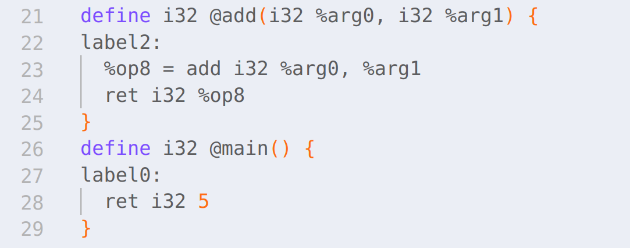 21 define i32 @add(i32 %arg0, i32 %arg1) {
22 label2:
23   %op8 = add i32 %arg0, %arg1
24   ret i32 %op8
25 }
26 define i32 @main() {
27 label0:
28   ret i32 5
29 }